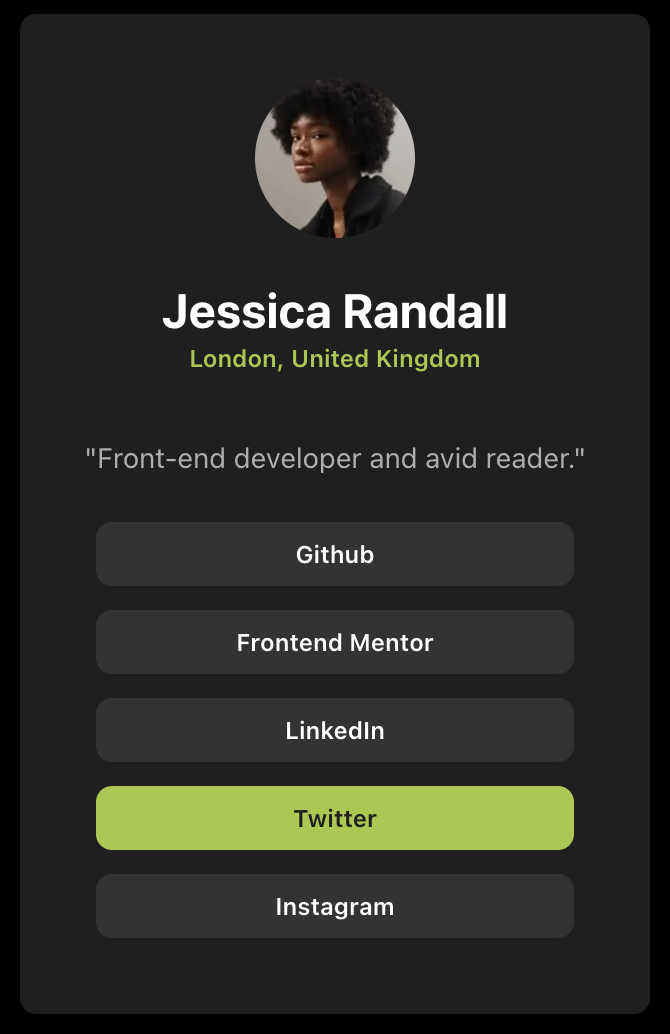 Jessica Randall
London, United Kingdom
"Front-end developer and avid reader."
Github
Frontend Mentor
LinkedIn
Twitter
Instagram